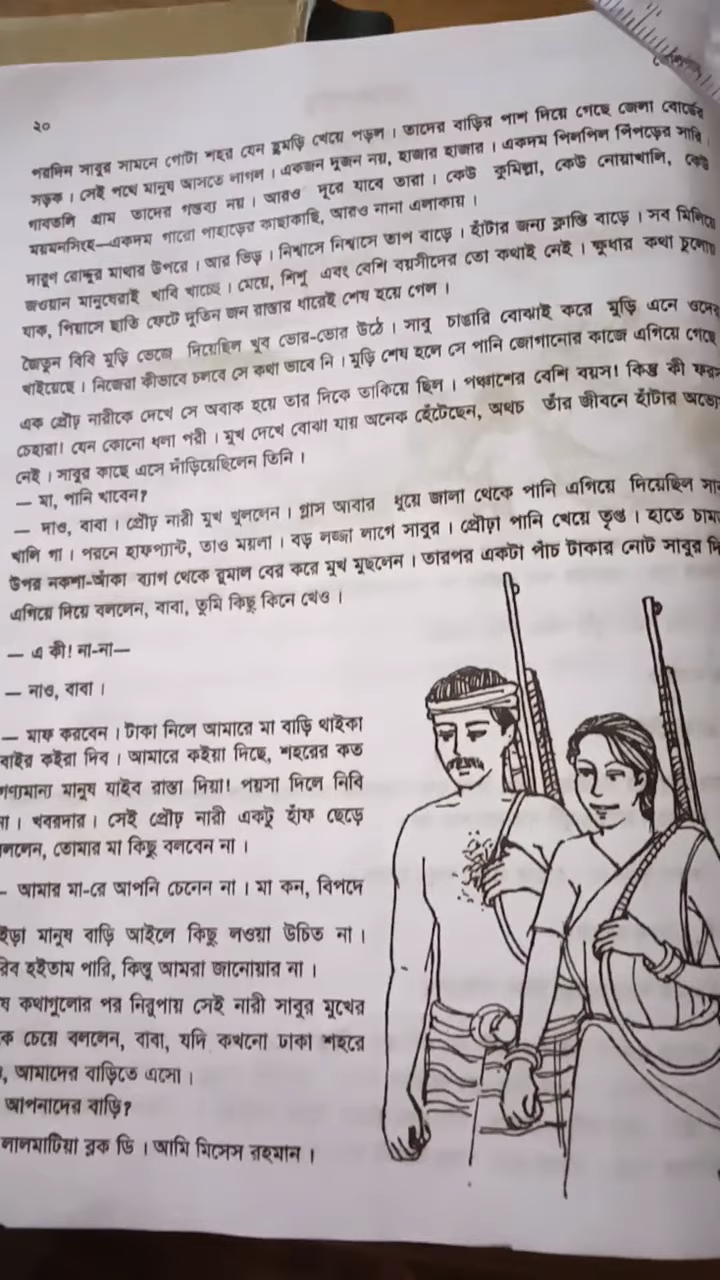 ২০
পরদিন সাবুর সামনে গোটা শহর যেন হুমড়ি খেয়ে পড়ল । তাদের বাড়ির পাশ দিয়ে গেছে জেলা বোর্ডের
সড়ক । সেই পথে মানুষ আসতে লাগল । একজন দুজন নয়, হাজার হাজার । একদম পিলপিল পিঁপড়ের সারি ।
গাবতলি গ্রাম তাদের গন্তব্য নয় । আরও দূরে যাবে তারা । কেউ কুমিল্লা, কেউ নোয়াখালি, কেউ
ময়মনসিংহ—একদম গারো পাহাড়ের কাছাকাছি, আরও নানা এলাকায় ।
দারুণ রোদ্দুর মাথার উপরে । আর ভিড় । নিশ্বাসে নিশ্বাসে তাপ বাড়ে । হাঁটার জন্য ক্লান্তি বাড়ে । সব মিলিয়ে
জওয়ান মানুষেরাই খাবি খাচ্ছে । মেয়ে, শিশু এবং বেশি বয়সীদের তো কথাই নেই । ক্ষুধার কথা চুলোয়
যাক, পিয়াসে ছাতি ফেটে দুতিন জন রাস্তার ধারেই শেষ হয়ে গেল ।
জৈতুন বিবি মুড়ি ভেজে দিয়েছিল খুব ভোর-ভোর উঠে । সাবু চাঙারি বোঝাই করে মুড়ি এনে ওদের
খাইয়েছে । নিজেরা কীভাবে চলবে সে কথা ভাবে নি । মুড়ি শেষ হলে সে পানি জোগানোর কাজে এগিয়ে গেছে
এক প্রৌঢ় নারীকে দেখে সে অবাক হয়ে তার দিকে তাকিয়ে ছিল । পঞ্চাশের বেশি বয়স! কিন্তু কী
চেহারা! যেন কোনো ধলা পরী । মুখ দেখে বোঝা যায় অনেক হেঁটেছেন, অথচ তাঁর জীবনে হাঁটার
নেই । সাবুর কাছে এসে দাঁড়িয়েছিলেন তিনি ।
— মা, পানি খাবেন?
— দাও, বাবা । প্রৌঢ় নারী মুখ খুললেন । গ্লাস আবার ধুয়ে জালা থেকে পানি এগিয়ে দিয়েছিল
খালি গা । পরনে হাফপ্যান্ট, তাও ময়লা । বড় লজ্জা লাগে সাবুর । প্রৌঢ়া পানি খেয়ে তৃপ্ত । হাতে
উপর নকশা-আঁকা ব্যাগ থেকে রুমাল বের করে মুখ মুছলেন । তারপর একটা পাঁচ টাকার নোট সাবুর
এগিয়ে দিয়ে বললেন, বাবা, তুমি কিছু কিনে খেও ।
— এ কী! না-না—
— নাও, বাবা ।
— মাফ করবেন । টাকা নিলে আমারে মা বাড়ি থাইকা
বাইর কইরা দিব । আমারে কইয়া দিছে, শহরের কত
গণ্যমান্য মানুষ যাইব রাস্তা দিয়া! পয়সা দিলে নিবি
না । খবরদার । সেই প্রৌঢ় নারী একটু হাঁফ ছেড়ে
বললেন, তোমার মা কিছু বলবেন না ।
- আমার মা-রে আপনি চেনেন না । মা কন, বিপদে
ইড়া মানুষ বাড়ি আইলে কিছু লওয়া উচিত না ।
রিব হইতাম পারি, কিন্তু আমরা জানোয়ার না ।
ষ কথাগুলোর পর নিরুপায় সেই নারী সাবুর মুখের
ক চেয়ে বললেন, বাবা, যদি কখনো ঢাকা শহরে
, আমাদের বাড়িতে এসো ।
আপনাদের বাড়ি?
লালমাটিয়া ব্লক ডি । আমি মিসেস রহমান ।